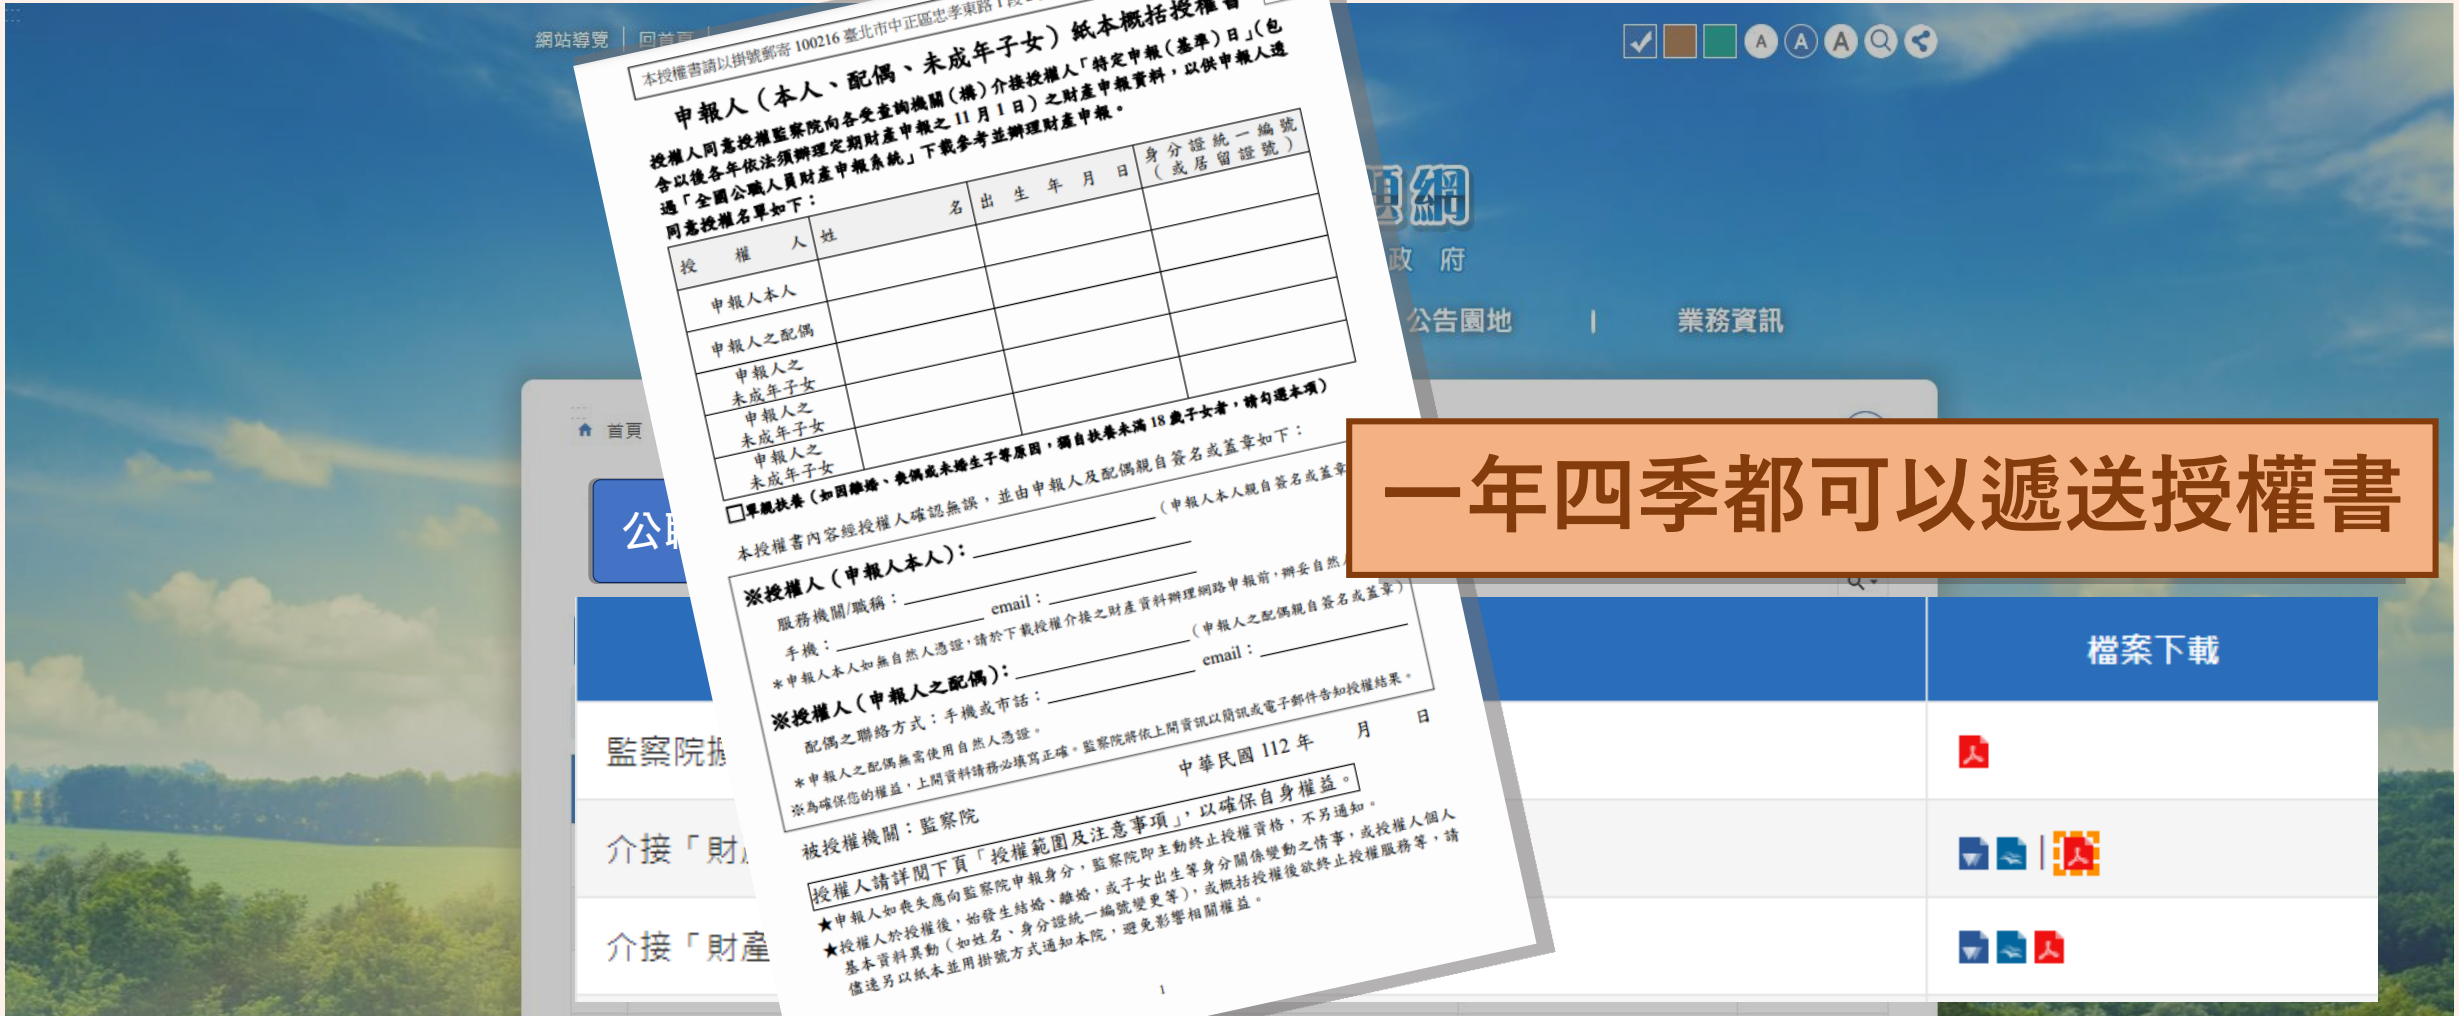 網站導覽 │ 回首頁
A A A
本授權書請以掛號郵寄 100216 臺北市中正區忠孝東路 1 段
申報人（本人、配偶、未成年子女）紙本概括授權書
授權人同意授權監察院向各受查詢機關（構）介接授權人「特定申報（基準）日」（包
含以後各年依法須辦理定期財產申報之 11 月 1 日）之財產申報資料，以供申報人透
過「全國公職人員財產申報系統」下載參考並辦理財產申報。
同意授權名單如下：
授權人 姓名 出生年月日 身分證統一編號（或居留證號）
申報人本人
申報人之配偶
申報人之
未成年子女
申報人之
未成年子女
申報人之
未成年子女
□單親扶養（如因離婚、喪偶或未婚生子等原因，獨自扶養未滿 18 歲子女者，請勾選本項）
本授權書內容經授權人確認無誤，並由申報人及配偶親自簽名或蓋章如下：
※授權人（申報人本人）：（申報人本人親自簽名或蓋章
服務機關/職稱：
手機： email：
＊申報人本人如無自然人憑證，請於下載授權介接之財產資料辦理網路申報前，辦妥自然
※授權人（申報人之配偶）：（申報人之配偶親自簽名或蓋章）
配偶之聯絡方式：手機或市話： email：
＊申報人之配偶無需使用自然人憑證。
※為確保您的權益，上開資料請務必填寫正確。監察院將依上開資訊以簡訊或電子郵件告知授權結果。
中華民國 112 年 月 日
被授權機關：監察院
授權人請詳閱下頁「授權範圍及注意事項」，以確保自身權益。
★申報人如喪失應向監察院申報身分，監察院即主動終止授權資格，不另通知。
★授權人於授權後，始發生結婚、離婚，或子女出生等身分關係變動之情事，或授權人個人
基本資料異動（如姓名、身分證統一編號變更等），或概括授權後欲終止授權服務等，請
儘速另以紙本並用掛號方式通知本院，避免影響相關權益。
1
網
政 府
公告園地 | 業務資訊
首頁
一年四季都可以遞送授權書
公
檔案下載
監察院
介接「財
介接「財產